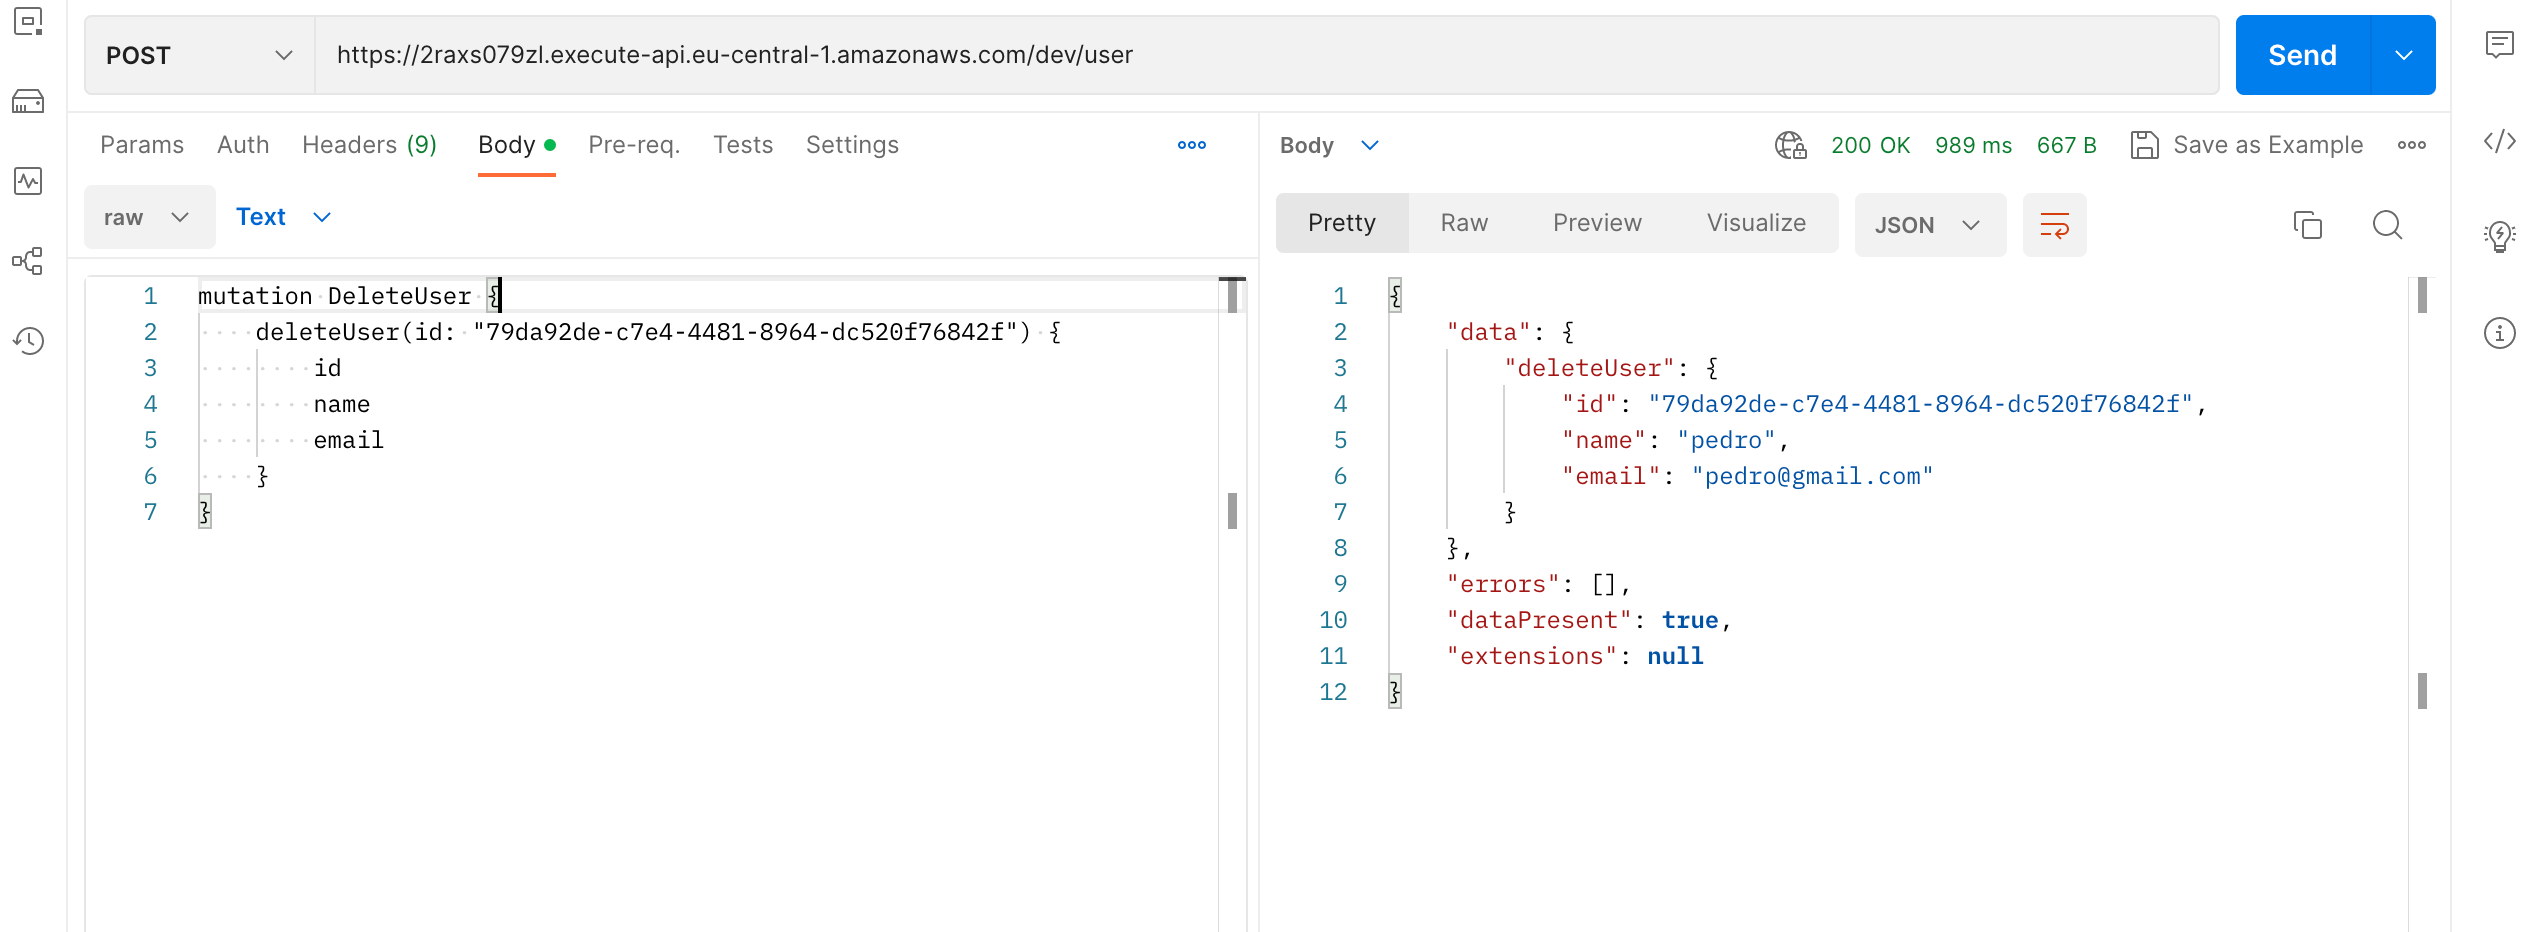 POST https://2raxs079zl.execute-api.eu-central-1.amazonaws.com/dev/user Send
Params Auth Headers (9) Body Pre-req. Tests Settings
raw Text
1 mutation DeleteUser {
2     deleteUser(id: "79da92de-c7e4-4481-8964-dc520f76842f") {
3         id
4         name
5         email
6     }
7 }
Body 200 OK 989 ms 667 B Save as Example
Pretty Raw Preview Visualize JSON
1 {
2     "data": {
3         "deleteUser": {
4             "id": "79da92de-c7e4-4481-8964-dc520f76842f",
5             "name": "pedro",
6             "email": "pedro@gmail.com"
7         }
8     },
9     "errors": [],
10     "dataPresent": true,
11     "extensions": null
12 }